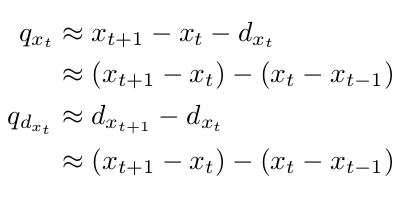 q_{x_t} ≈ x_{t+1} − x_t − d_{x_t}
≈ (x_{t+1} − x_t) − (x_t − x_{t−1})
q_{d_{x_t}} ≈ d_{x_{t+1}} − d_{x_t}
≈ (x_{t+1} − x_t) − (x_t − x_{t−1})